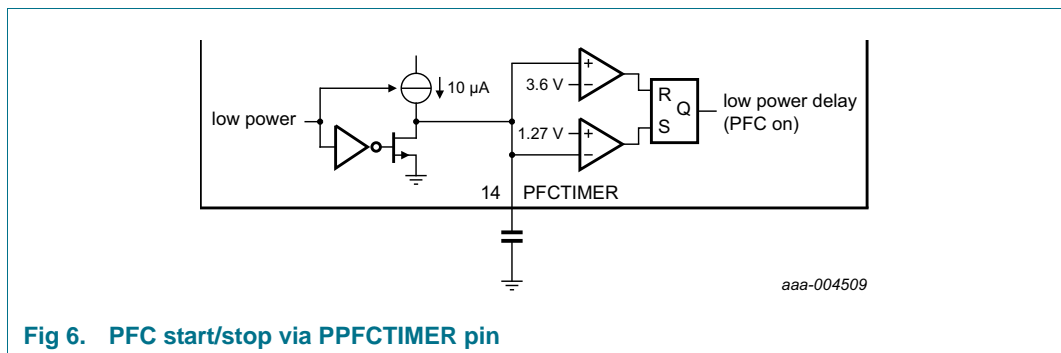 10 µA
3.6 V
+
−
low power
1.27 V
+
−
R
Q
S
low power delay
(PFC on)
14 PFCTIMER
aaa-004509
Fig 6. PFC start/stop via PPFCTIMER pin